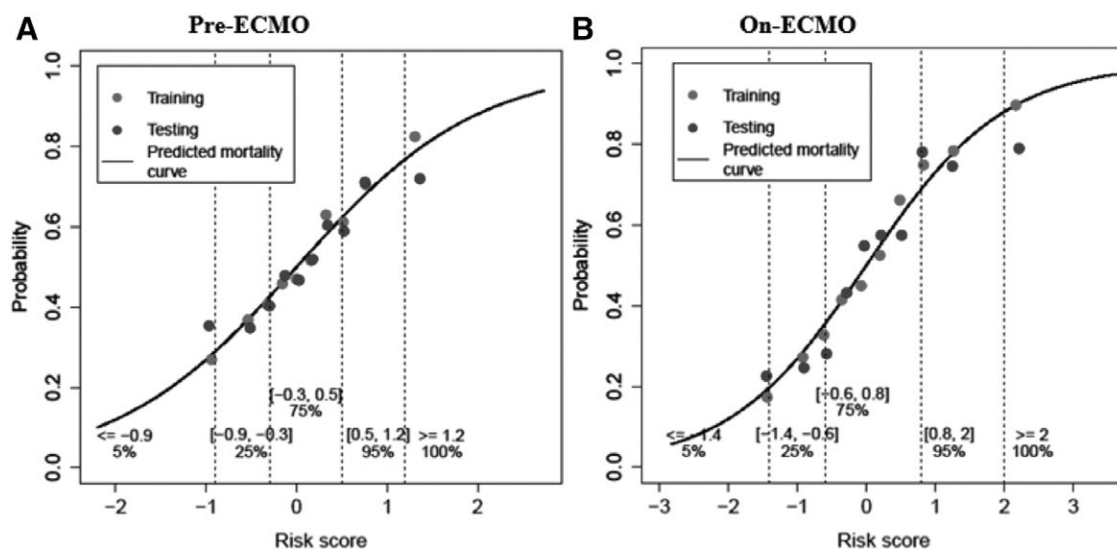 A Pre-ECMO
Training
Testing
Predicted mortality
curve
Probability
1.0
0.8
0.6
0.4
0.2
0.0
[−0.3, 0.5]
75%
<= −0.9
5%
[−0.9, −0.3]
25%
[0.5, 1.2]
95%
>= 1.2
100%
−2 −1 0 1 2
Risk score
B On-ECMO
Training
Testing
Predicted mortality
curve
Probability
1.0
0.8
0.6
0.4
0.2
0.0
[−0.6, 0.8]
75%
<= −1.4
5%
[−1.4, −0.6]
25%
[0.8, 2]
95%
>= 2
100%
−3 −2 −1 0 1 2 3
Risk score